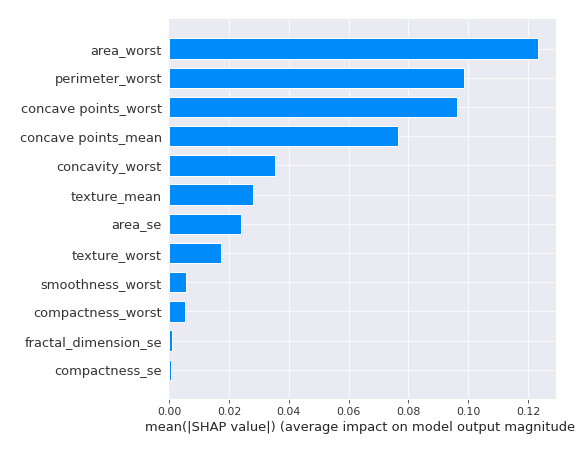 area_worst
perimeter_worst
concave points_worst
concave points_mean
concavity_worst
texture_mean
area_se
texture_worst
smoothness_worst
compactness_worst
fractal_dimension_se
compactness_se
0.00 0.02 0.04 0.06 0.08 0.10 0.12
mean(|SHAP value|) (average impact on model output magnitude